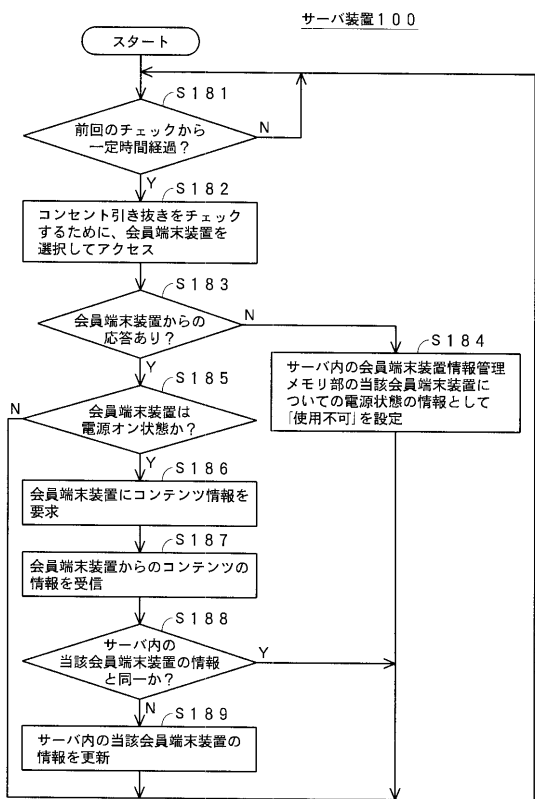 サーバ装置100
スタート
S181
前回のチェックから
一定時間経過?
N
Y
S182
コンセント引き抜きをチェック
するために、会員端末装置を
選択してアクセス
S183
会員端末装置からの
応答あり?
N
Y
S184
サーバ内の会員端末装置情報管理
メモリ部の当該会員端末装置に
ついての電源状態の情報として
「使用不可」を設定
S185
会員端末装置は
電源オン状態か?
N
Y
S186
会員端末装置にコンテンツ情報を
要求
S187
会員端末装置からのコンテンツの
情報を受信
S188
サーバ内の
当該会員端末装置の情報
と同一か?
Y
N
S189
サーバ内の当該会員端末装置の
情報を更新